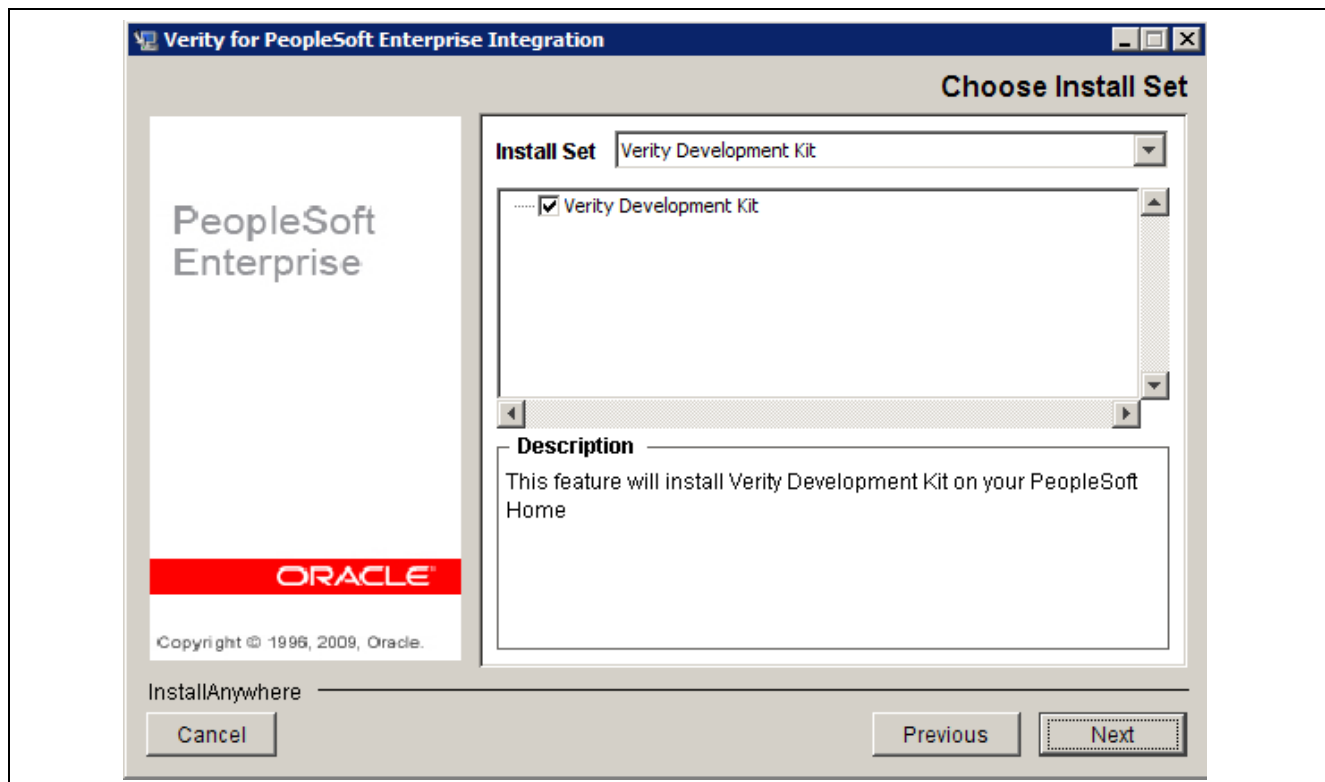 Verity for PeopleSoft Enterprise Integration
Choose Install Set
PeopleSoft
Enterprise
ORACLE®
Copyright © 1996, 2009, Oracle.
Install Set Verity Development Kit
Verity Development Kit
Description
This feature will install Verity Development Kit on your PeopleSoft
Home
InstallAnywhere
Cancel
Previous
Next